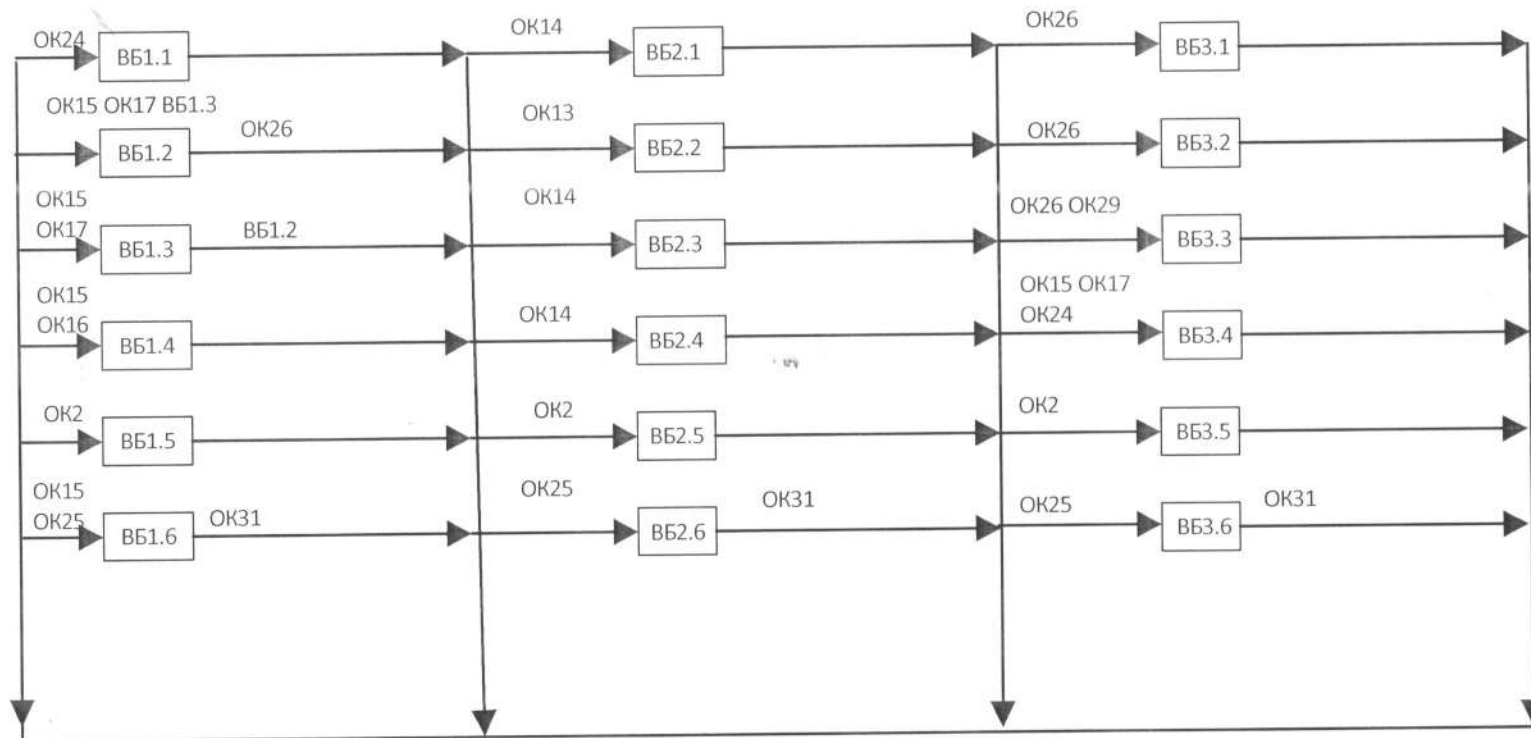 ОК24 ВБ1.1 ОК14 ВБ2.1 ОК26 ВБ3.1
ОК15 ОК17 ВБ1.3
ВБ1.2 ОК26 ОК13 ВБ2.2 ОК26 ВБ3.2
ОК15
ОК17 ВБ1.3 ВБ1.2 ОК14 ВБ2.3 ОК26 ОК29 ВБ3.3
ОК15 ОК15 ОК17
ОК16 ВБ1.4 ОК14 ВБ2.4 ОК24 ВБ3.4
ОК2 ВБ1.5 ОК2 ВБ2.5 ОК2 ВБ3.5
ОК15
ОК25 ВБ1.6 ОК31 ОК25 ВБ2.6 ОК31 ОК25 ВБ3.6 ОК31